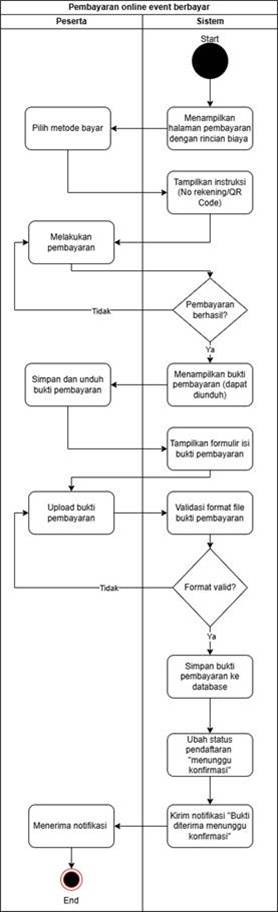 Pembayaran online event berbayar
Peserta
Sistem
Start
Menampilkan
halaman pembayaran
dengan rincian biaya
Pilih metode bayar
Tampilkan instruksi
(No rekening/QR
Code)
Melakukan
pembayaran
Pembayaran
berhasil?
Tidak
Ya
Menampilkan bukti
pembayaran (dapat
diunduh)
Simpan dan unduh
bukti pembayaran
Tampilkan formulir isi
bukti pembayaran
Upload bukti
pembayaran
Validasi format file
bukti pembayaran
Format valid?
Tidak
Ya
Simpan bukti
pembayaran ke
database
Ubah status
pendaftaran
"menunggu
konfirmasi"
Kirim notifikasi "Bukti
diterima menunggu
konfirmasi"
Menerima notifikasi
End